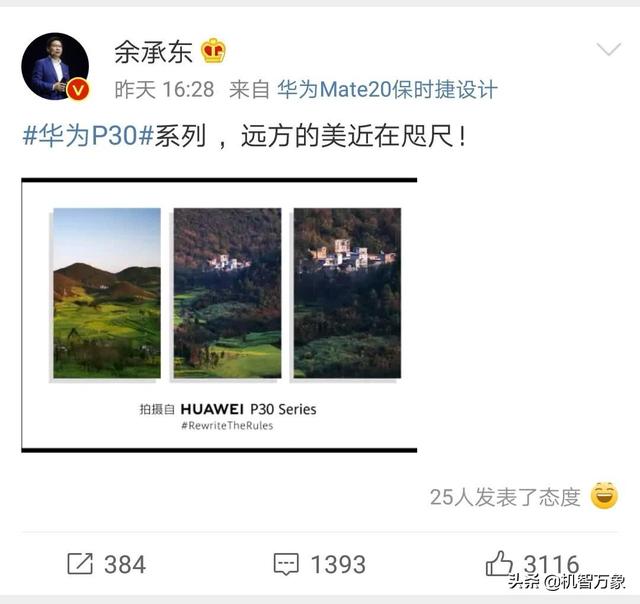 余承东
昨天 16:28 来自 华为Mate20保时捷设计
#华为P30#系列，远方的美近在咫尺！
拍摄自 HUAWEI P30 Series
#RewriteTheRules
25人发表了态度
384 1393 3116
头条 @机智万象